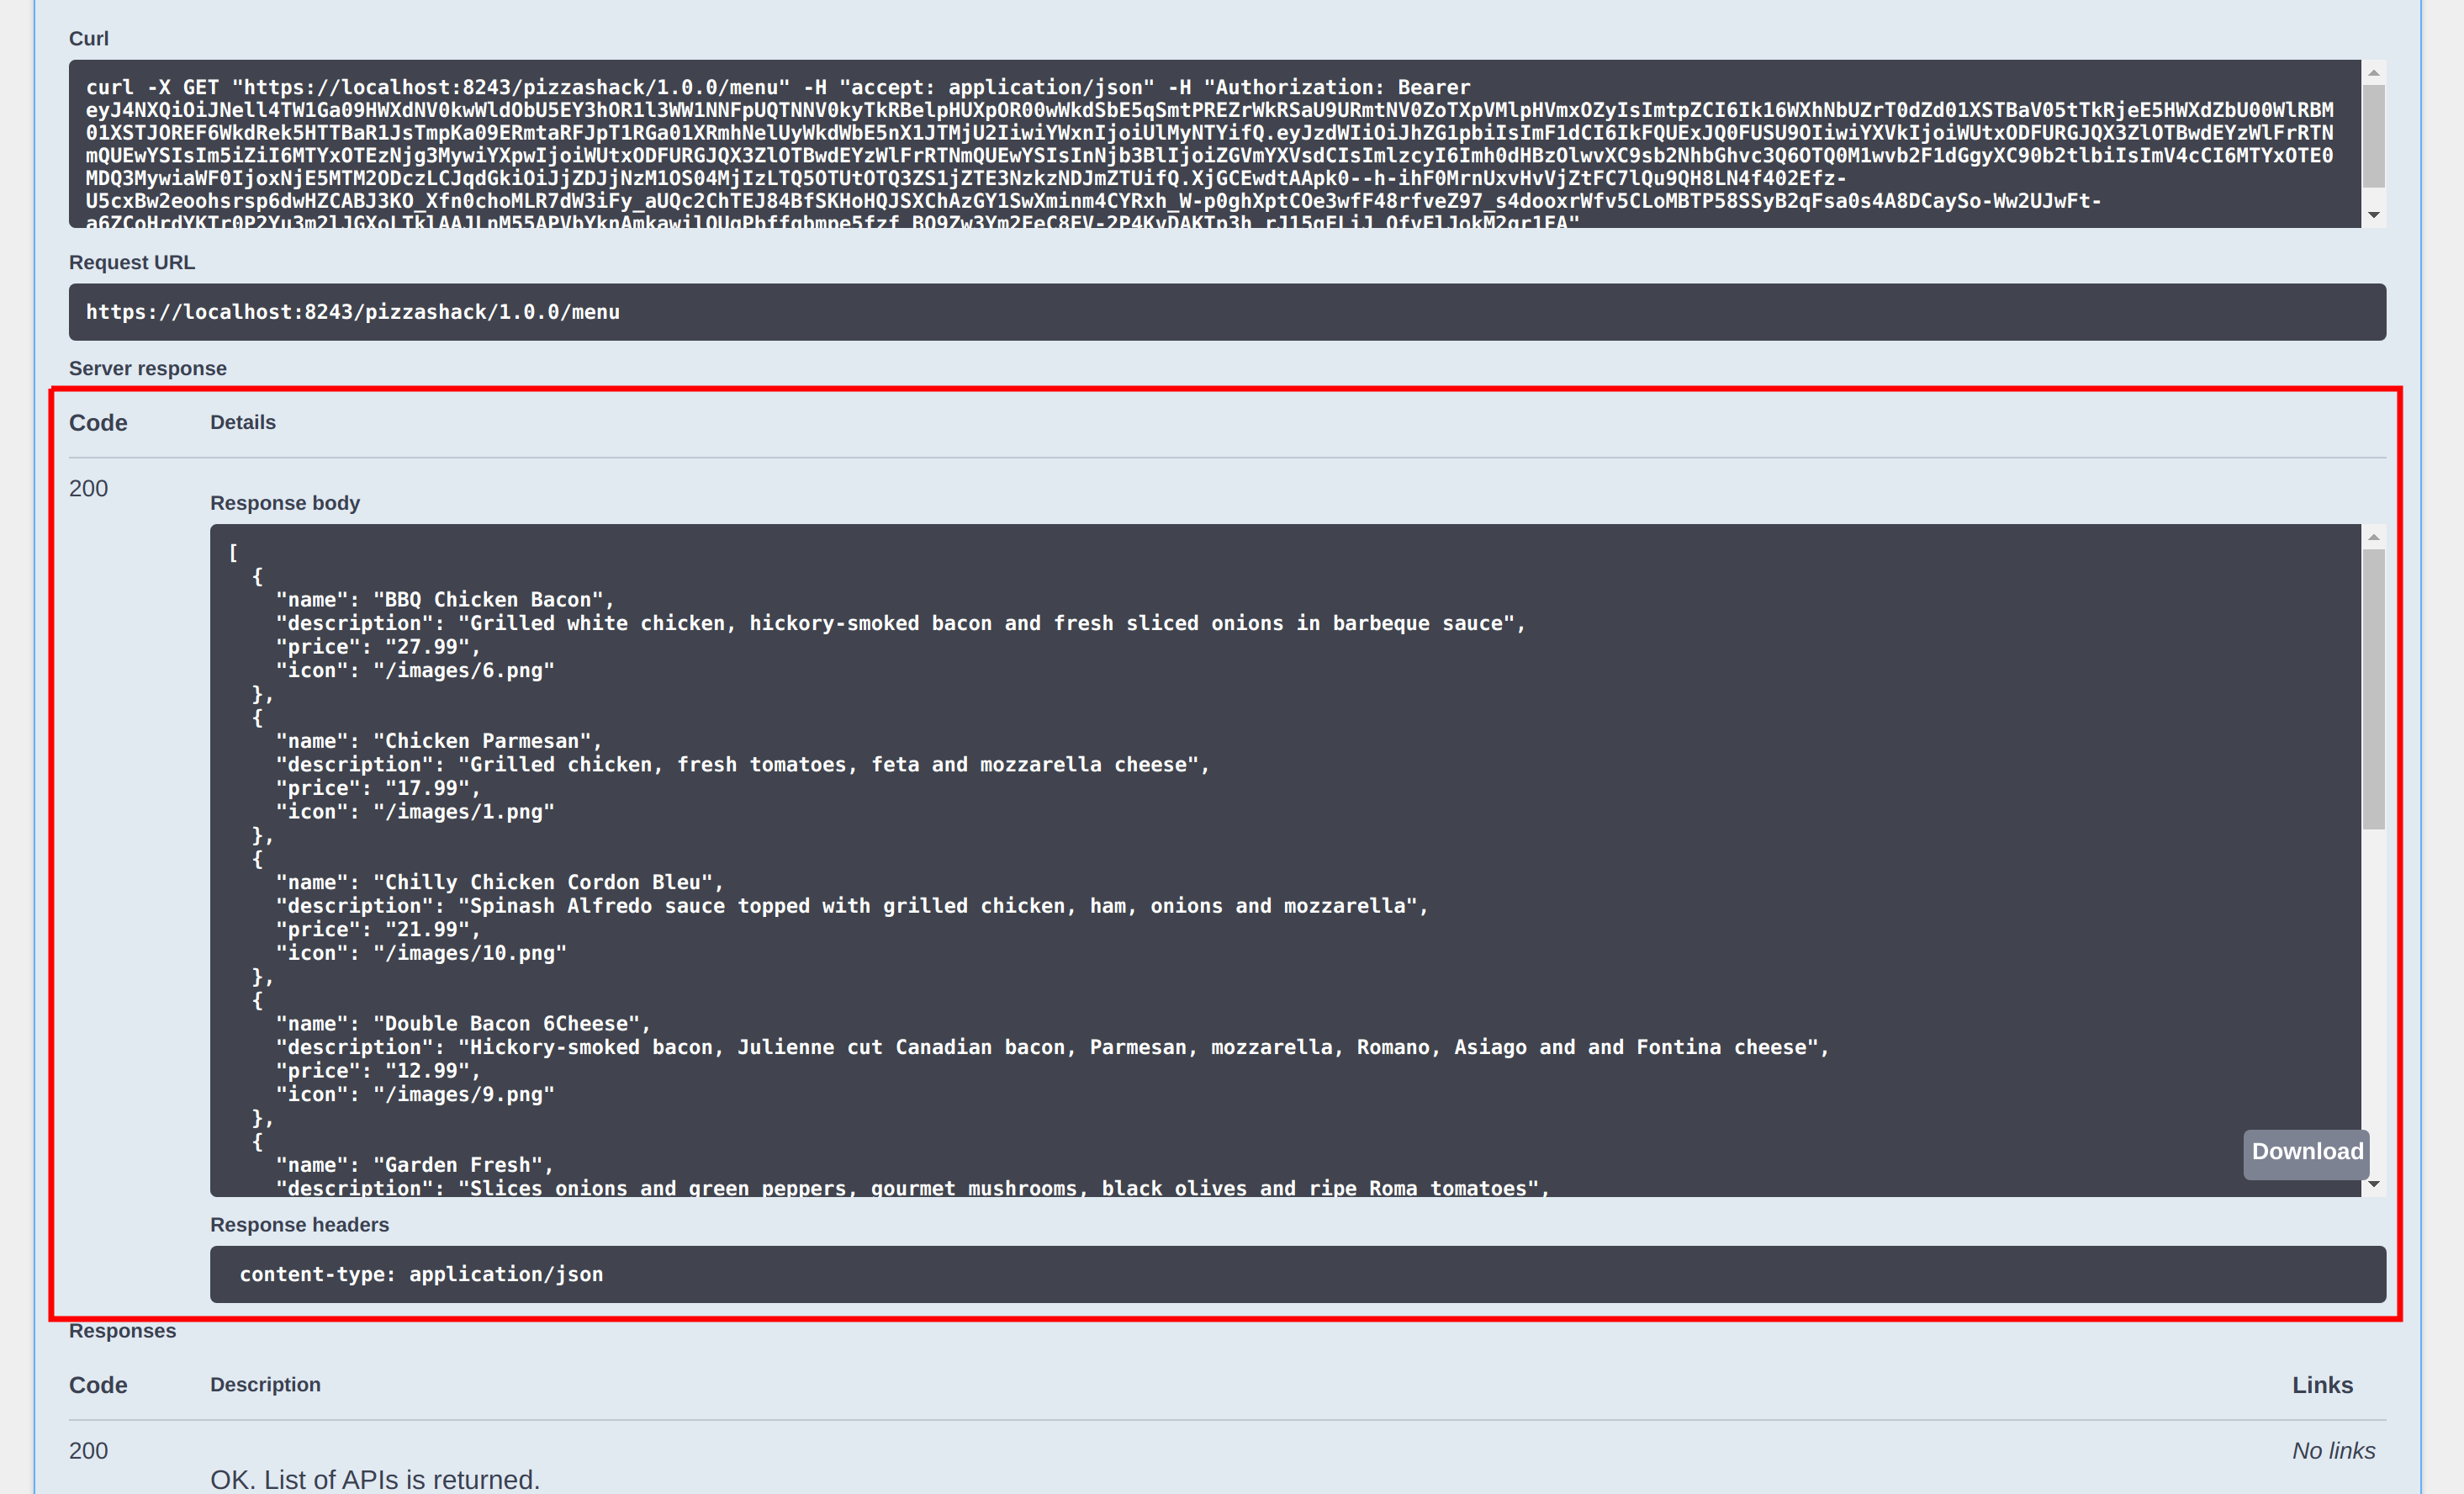 Curl
curl -X GET "https://localhost:8243/pizzashack/1.0.0/menu" -H "accept: application/json" -H "Authorization: Bearer
Request URL
https://localhost:8243/pizzashack/1.0.0/menu
Server response
Code Details
200
Response body
[
{
"name": "BBQ Chicken Bacon",
"description": "Grilled white chicken, hickory-smoked bacon and fresh sliced onions in barbeque sauce",
"price": "27.99",
"icon": "/images/6.png"
},
{
"name": "Chicken Parmesan",
"description": "Grilled chicken, fresh tomatoes, feta and mozzarella cheese",
"price": "17.99",
"icon": "/images/1.png"
},
{
"name": "Chilly Chicken Cordon Bleu",
"description": "Spinash Alfredo sauce topped with grilled chicken, ham, onions and mozzarella",
"price": "21.99",
"icon": "/images/10.png"
},
{
"name": "Double Bacon 6Cheese",
"description": "Hickory-smoked bacon, Julienne cut Canadian bacon, Parmesan, mozzarella, Romano, Asiago and and Fontina cheese",
"price": "12.99",
"icon": "/images/9.png"
},
{
"name": "Garden Fresh",
"description": "Slices onions and green peppers, gourmet mushrooms, black olives and ripe Roma tomatoes",
Download
Response headers
content-type: application/json
Responses
Code Description Links
200 No links
OK. List of APIs is returned.